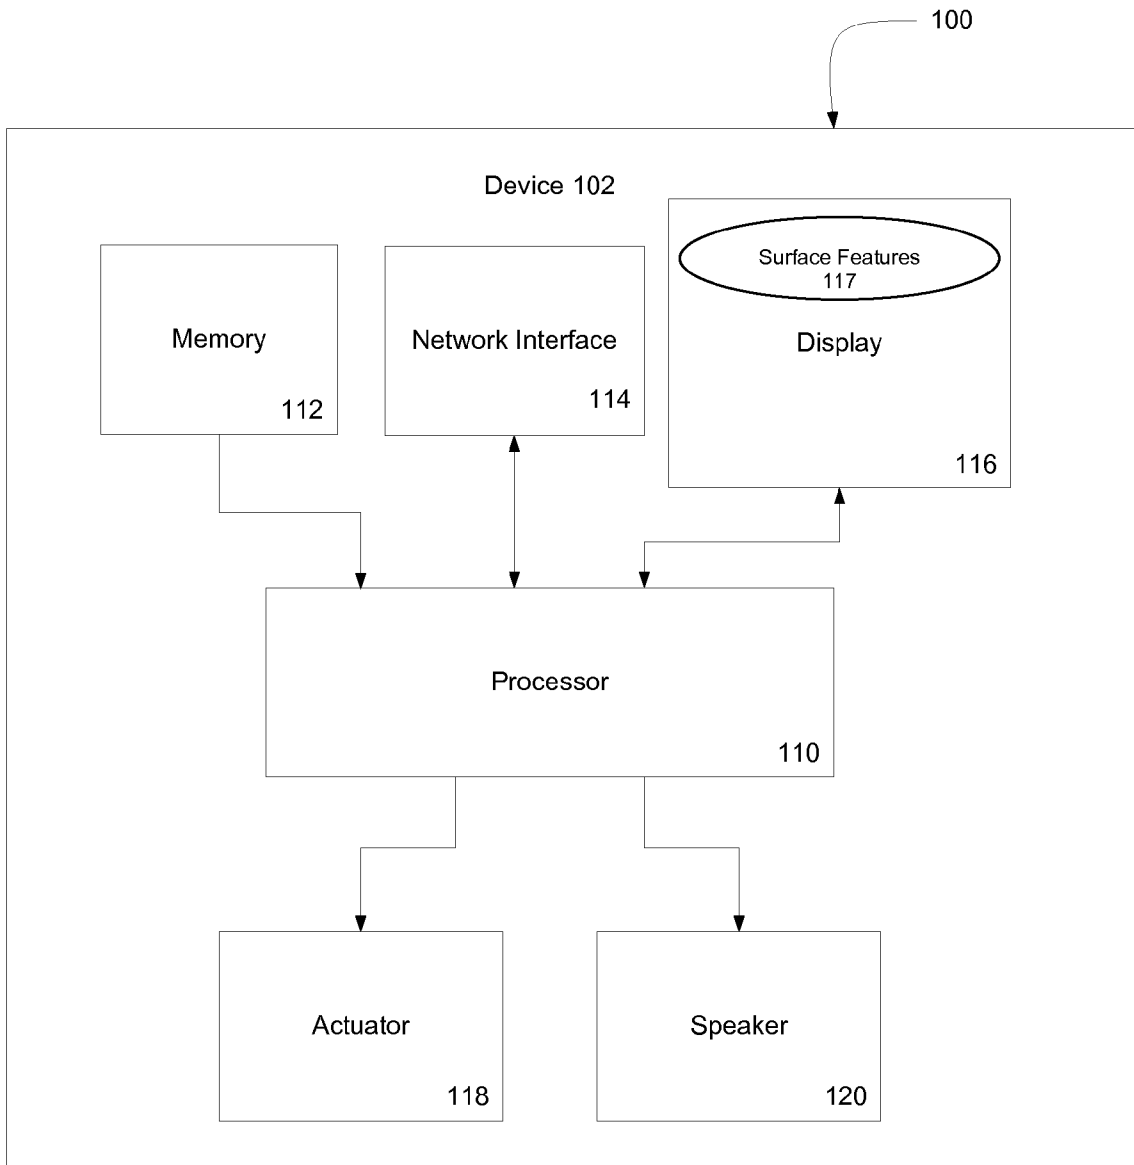 100
Device 102
Surface Features
117
Memory
Network Interface
Display
112
114
116
Processor
110
Actuator
Speaker
118
120